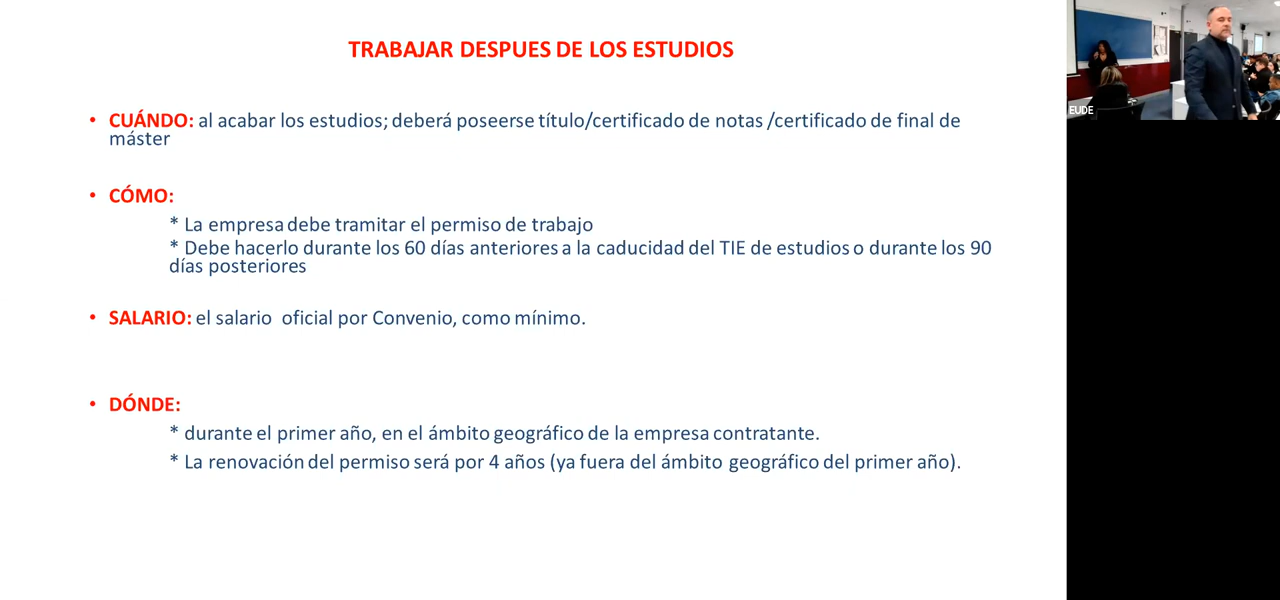 TRABAJAR DESPUES DE LOS ESTUDIOS
• CUÁNDO: al acabar los estudios; deberá poseerse título/certificado de notas /certificado de final de
máster
• CÓMO:
* La empresa debe tramitar el permiso de trabajo
* Debe hacerlo durante los 60 días anteriores a la caducidad del TIE de estudios o durante los 90
días posteriores
• SALARIO: el salario oficial por Convenio, como mínimo.
• DÓNDE:
* durante el primer año, en el ámbito geográfico de la empresa contratante.
* La renovación del permiso será por 4 años (ya fuera del ámbito geográfico del primer año).
EUDE